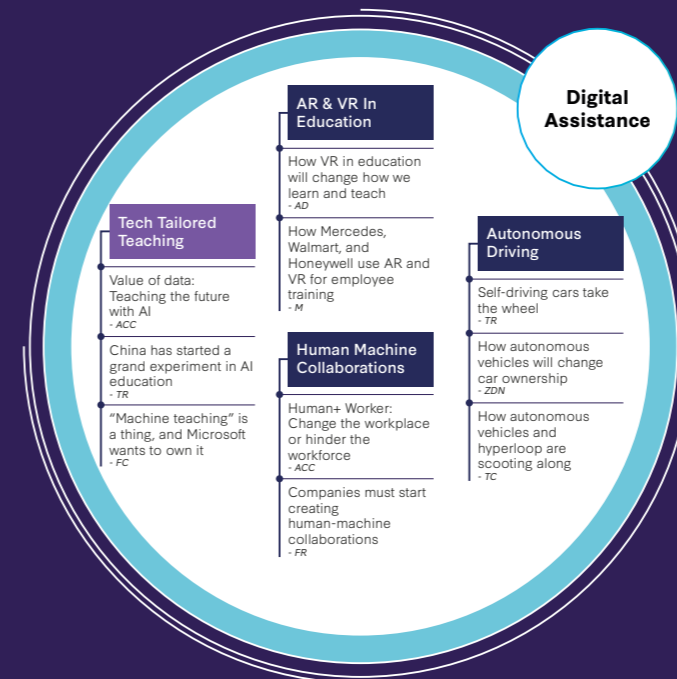 Digital
Assistance
AR & VR In
Education
How VR in education
will change how we
learn and teach
- AD
How Mercedes,
Walmart, and
Honeywell use AR and
VR for employee
training
- M
Tech Tailored
Teaching
Value of data:
Teaching the future
with AI
- ACC
China has started a
grand experiment in AI
education
- TR
“Machine teaching” is
a thing, and Microsoft
wants to own it
- FC
Human Machine
Collaborations
Human+ Worker:
Change the workplace
or hinder the
workforce
- ACC
Companies must start
creating
human-machine
collaborations
- FR
Autonomous
Driving
Self-driving cars take
the wheel
- TR
How autonomous
vehicles will change
car ownership
- ZDN
How autonomous
vehicles and
hyperloop are
scooting along
- TC